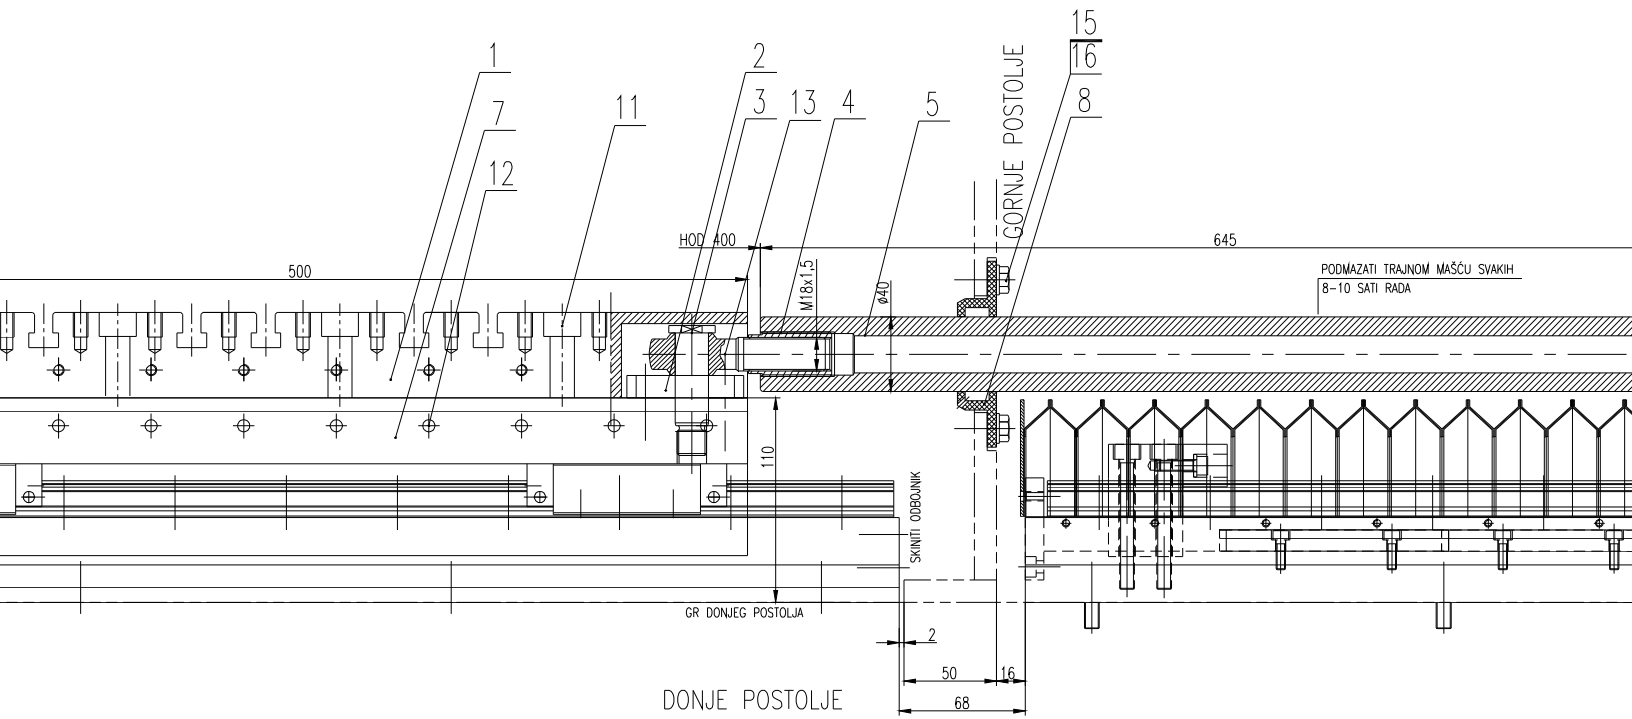 15
16
1
2
7
11
3
13
4
5
8
12
GORNJE POSTOLJE
HOD 400
645
500
M18x1,5
ø40
PODMAZATI TRAJNOM MAŠĆU SVAKIH
8-10 SATI RADA
110
SKINITI ODBOJNIK
GR DONJEG POSTOLJA
2
50
16
68
DONJE POSTOLJE